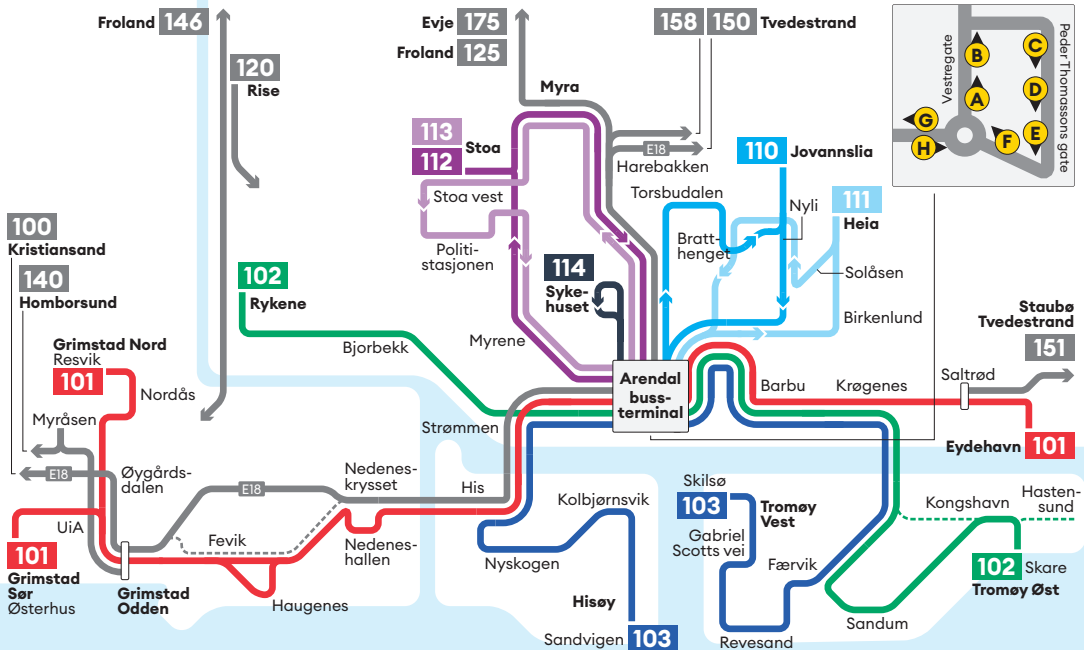 Froland 146
120
Rise
Evje 175
Froland 125
Myra
158 150 Tvedestrand
E18
Harebakken
113
112
Stoa
Stoa vest
Politi-
stasjonen
110 Jovannslia
Torsbudalen
Nyli
111
Heia
Bratt-
henget
Solåsen
Birkenlund
114
Syke-
huset
Myrene
Vestregate
Peder Thomassons gate
B
C
A
D
G
F
E
H
100
Kristiansand
140
Homborsund
102
Rykene
Bjorbekk
Grimstad Nord
Resvik
101
Nordås
Myråsen
E18
Øygårds-
dalen
UiA
101
Grimstad
Sør
Østerhus
Grimstad
Odden
E18
Fevik
Haugenes
Nedenes-
krysset
Nedenes-
hallen
His
Strømmen
Arendal
buss-
terminal
Barbu
Krøgenes
Saltrød
Staubø
Tvedestrand
151
Eydehavn 101
Kolbjørnsvik
Nyskogen
Hisøy
Sandvigen 103
Skilsø
103
Tromøy
Vest
Gabriel
Scotts vei
Færvik
Revesand
Sandum
Kongshavn
Hasten-
sund
102 Skare
Tromøy Øst